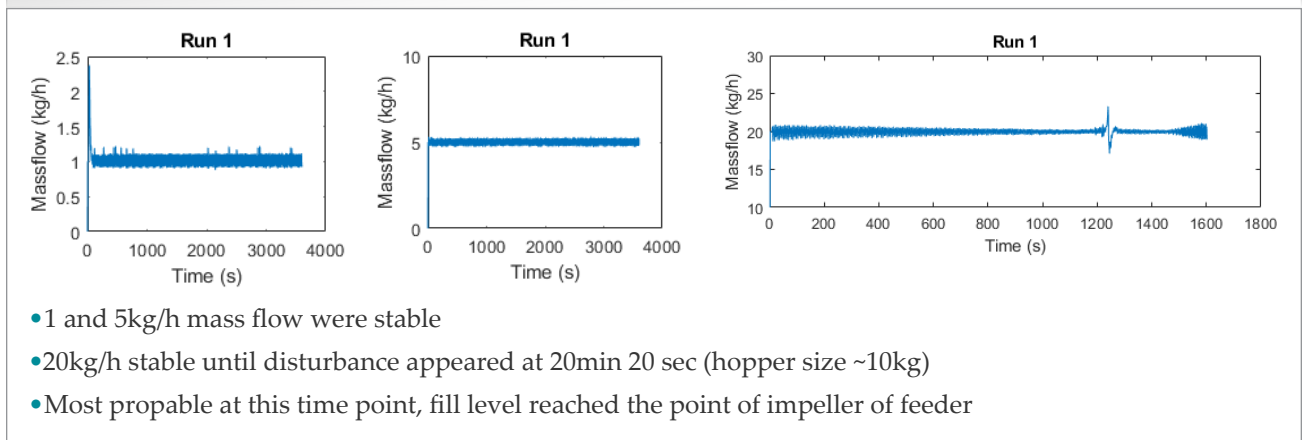 Run 1
Massflow (kg/h)
2.5
2
1.5
1
0.5
0
0 1000 2000 3000 4000
Time (s)
Run 1
Massflow (kg/h)
10
5
0
0 1000 2000 3000 4000
Time (s)
Run 1
Massflow (kg/h)
30
25
20
15
10
0 200 400 600 800 1000 1200 1400 1600 1800
Time (s)
•1 and 5kg/h mass flow were stable
•20kg/h stable until disturbance appeared at 20min 20 sec (hopper size ~10kg)
•Most propable at this time point, fill level reached the point of impeller of feeder